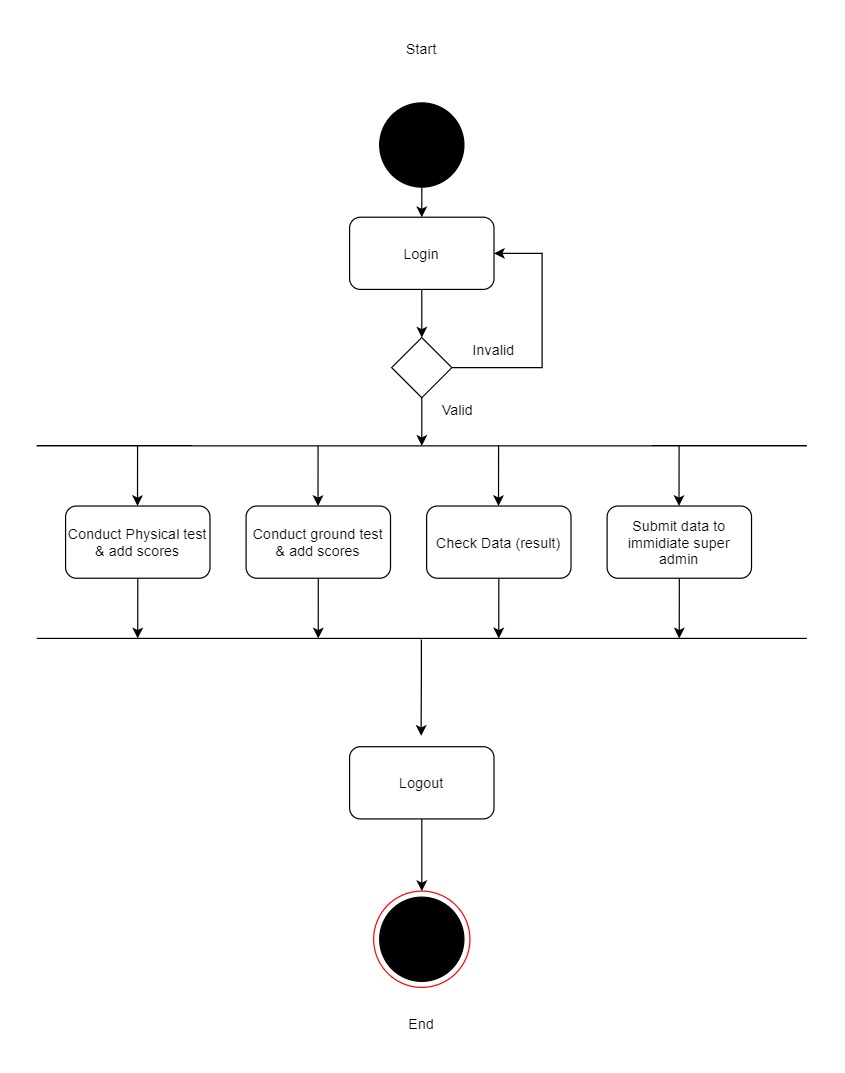 Start
Login
Invalid
Valid
Conduct Physical test
& add scores
Conduct ground test
& add scores
Check Data (result)
Submit data to
immidiate super
admin
Logout
End